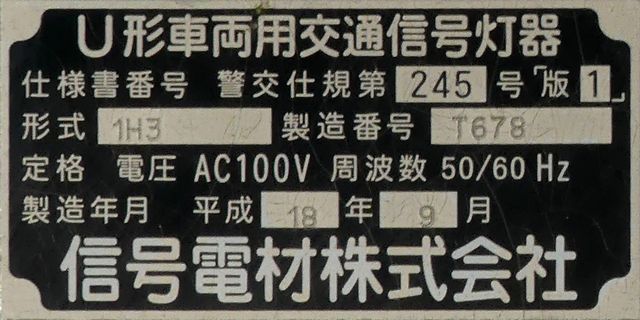 U形車両用交通信号灯器
仕様書番号 警交仕規第 245 号「版 1」
形式 1H3 製造番号 T678
定格 電圧 AC100V 周波数 50/60 Hz
製造年月 平成 18 年 9 月
信号電材株式会社